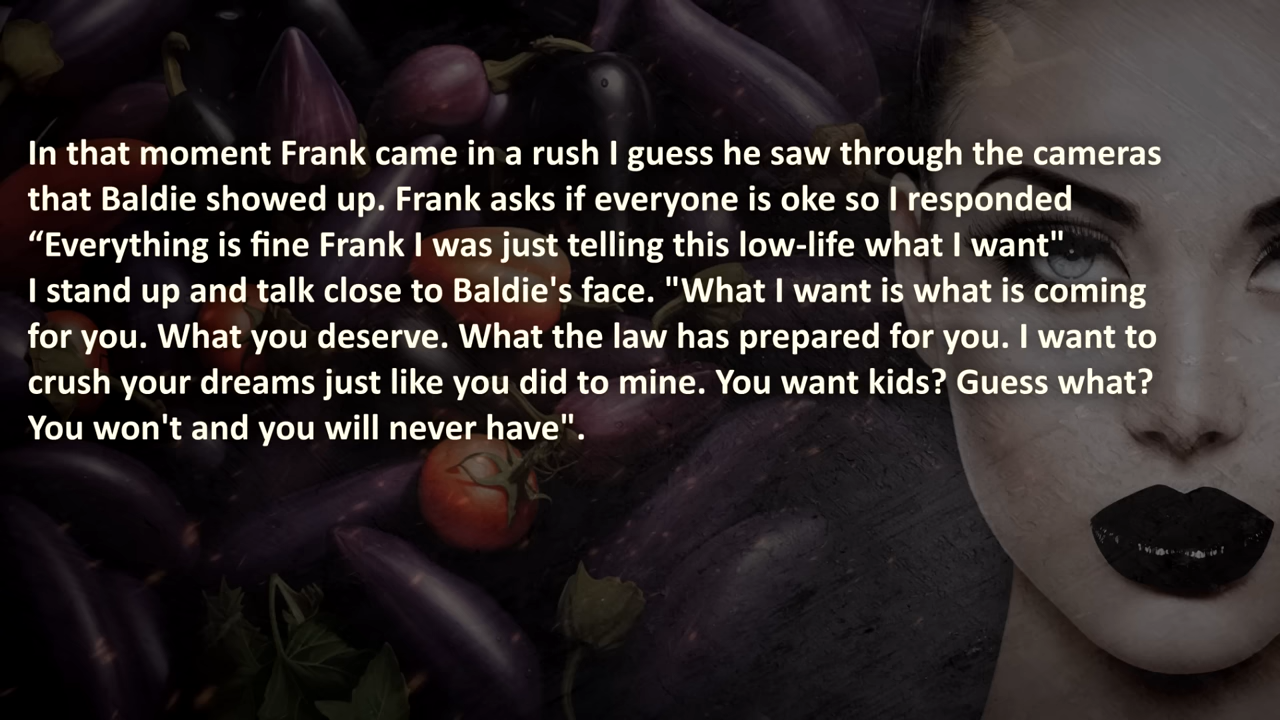 In that moment Frank came in a rush I guess he saw through the cameras
that Baldie showed up. Frank asks if everyone is oke so I responded
“Everything is fine Frank I was just telling this low-life what I want"
I stand up and talk close to Baldie's face. "What I want is what is coming
for you. What you deserve. What the law has prepared for you. I want to
crush your dreams just like you did to mine. You want kids? Guess what?
You won't and you will never have".